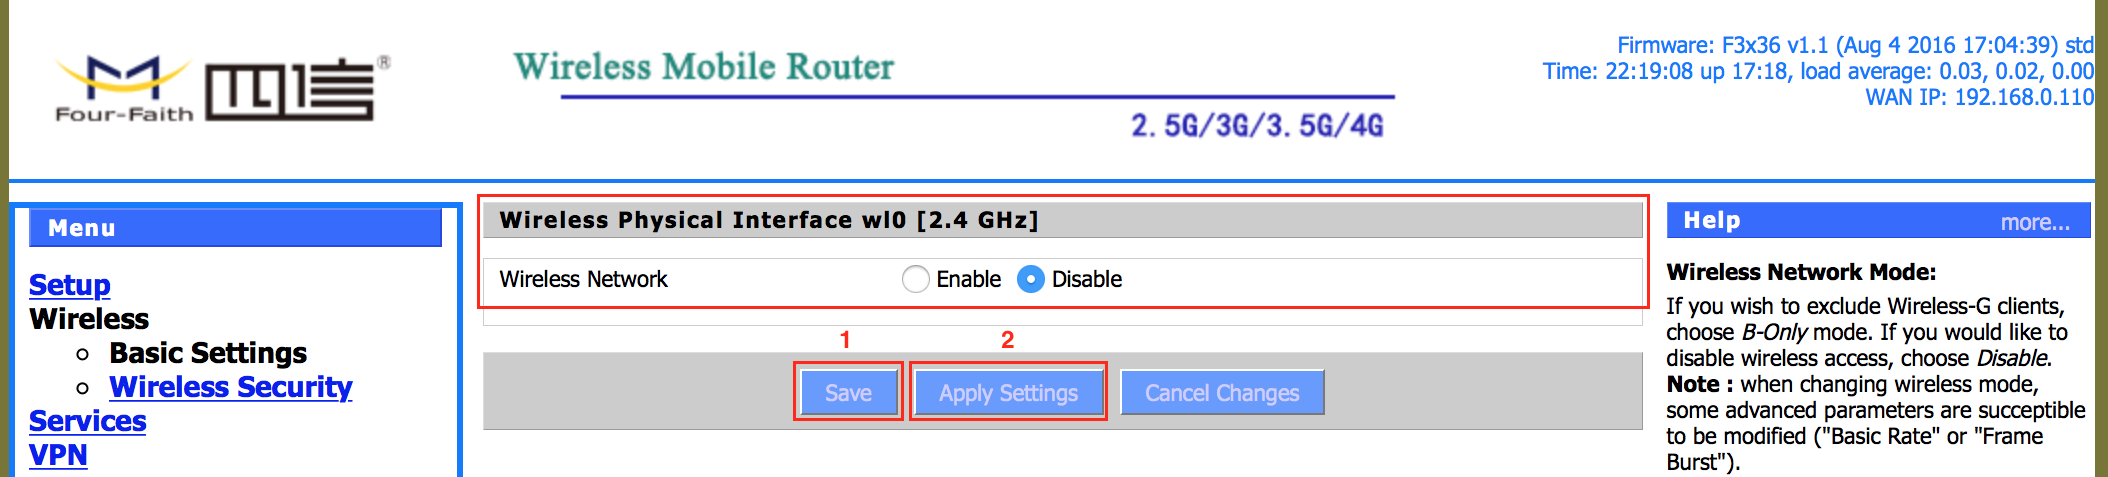 Four-Faith 四信®
Wireless Mobile Router
2.5G/3G/3.5G/4G
Firmware: F3x36 v1.1 (Aug 4 2016 17:04:39) std
Time: 22:19:08 up 17:18, load average: 0.03, 0.02, 0.00
WAN IP: 192.168.0.110
Menu
Setup
Wireless
Basic Settings
Wireless Security
Services
VPN
Wireless Physical Interface wl0 [2.4 GHz]
Wireless Network Enable Disable
1 2
Save Apply Settings Cancel Changes
Help more...
Wireless Network Mode:
If you wish to exclude Wireless-G clients,
choose B-Only mode. If you would like to
disable wireless access, choose Disable.
Note : when changing wireless mode,
some advanced parameters are succeptible
to be modified ("Basic Rate" or "Frame
Burst").